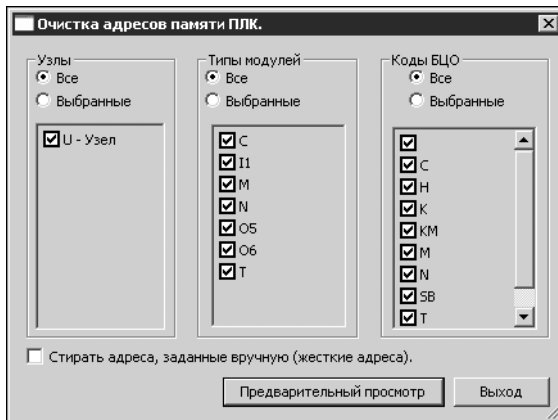 Очистка адресов памяти ПЛК.
Узлы
Все
Выбранные
U - Узел
Типы модулей
Все
Выбранные
C
I1
M
N
O5
O6
T
Коды БЦО
Все
Выбранные
C
H
K
KM
M
N
SB
T
Стирать адреса, заданные вручную (жесткие адреса).
Предварительный просмотр
Выход